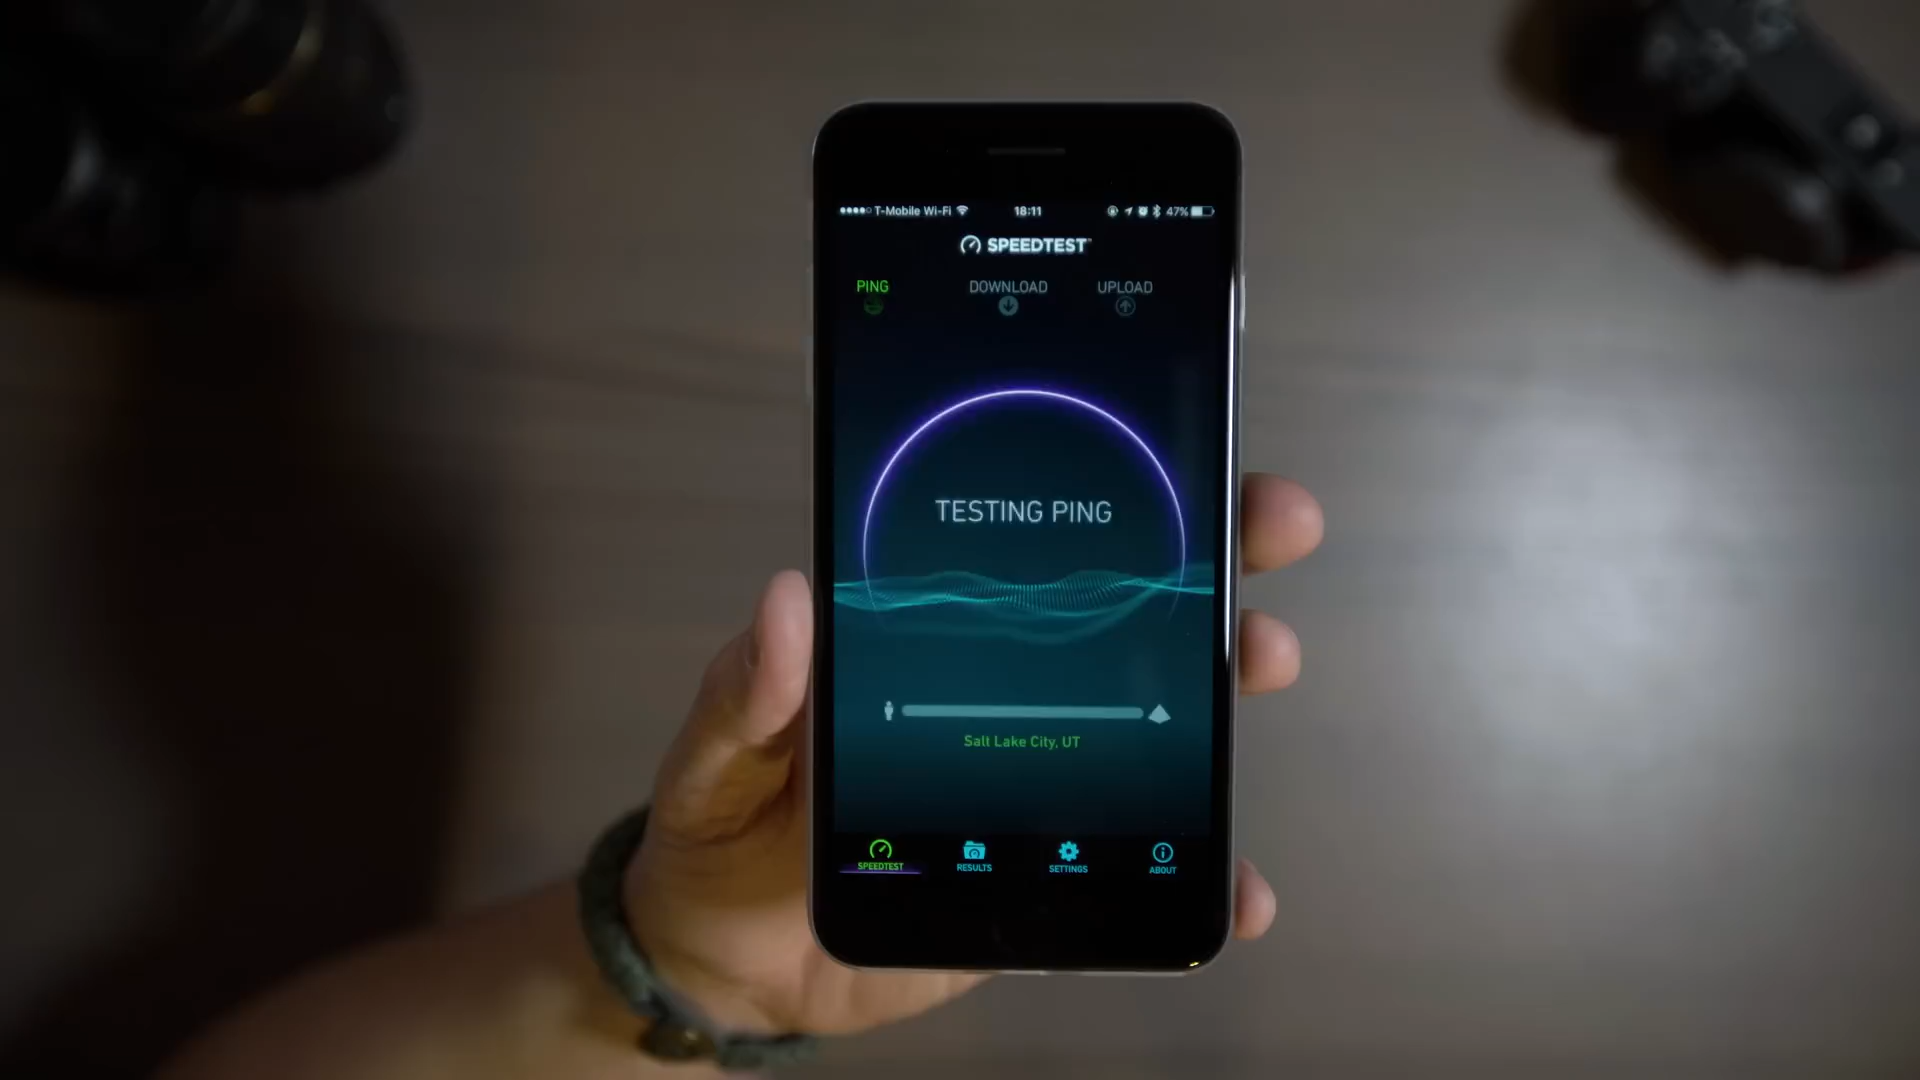 T-Mobile Wi-Fi 18:11 47%
SPEEDTEST
PING DOWNLOAD UPLOAD
TESTING PING
Salt Lake City, UT
SPEEDTEST RESULTS SETTINGS ABOUT